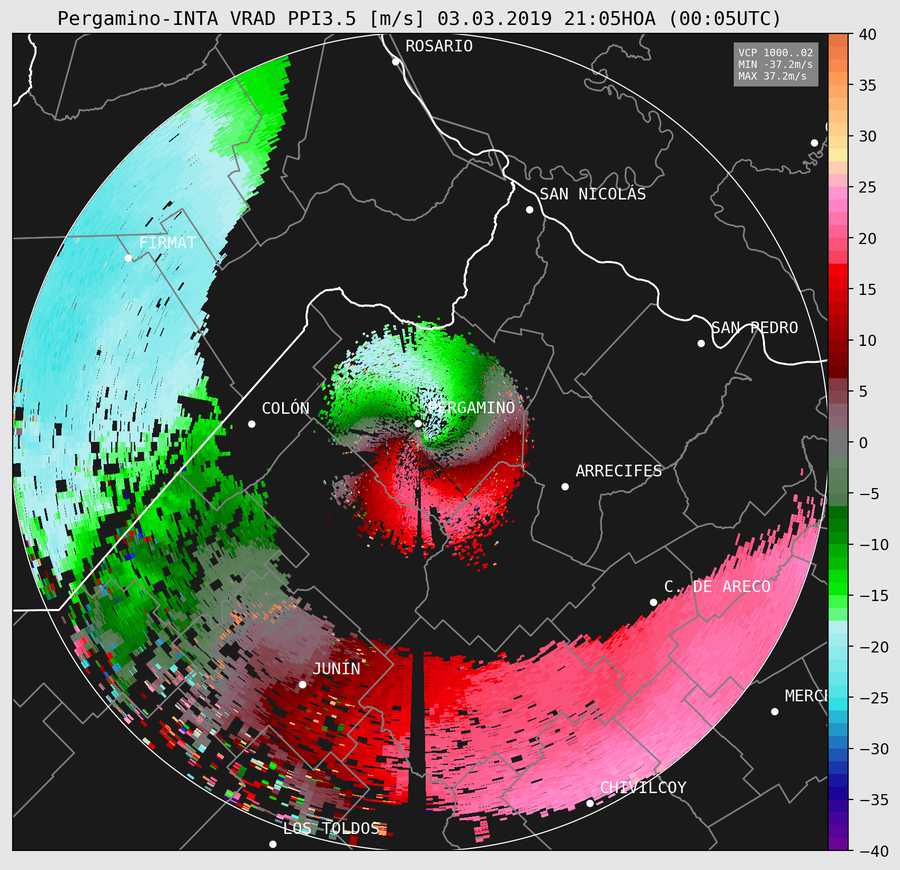 Pergamino-INTA VRAD PPI3.5 [m/s] 03.03.2019 21:05HOA (00:05UTC)
VCP 1000..02
MIN -37.2m/s
MAX 37.2m/s
ROSARIO
SAN NICOLÁS
FIRMAT
SAN PEDRO
COLÓN
PERGAMINO
ARRECIFES
C. DE ARECO
JUNÍN
MERC
CHIVILCOY
LOS TOLDOS
40
35
30
25
20
15
10
5
0
−5
−10
−15
−20
−25
−30
−35
−40